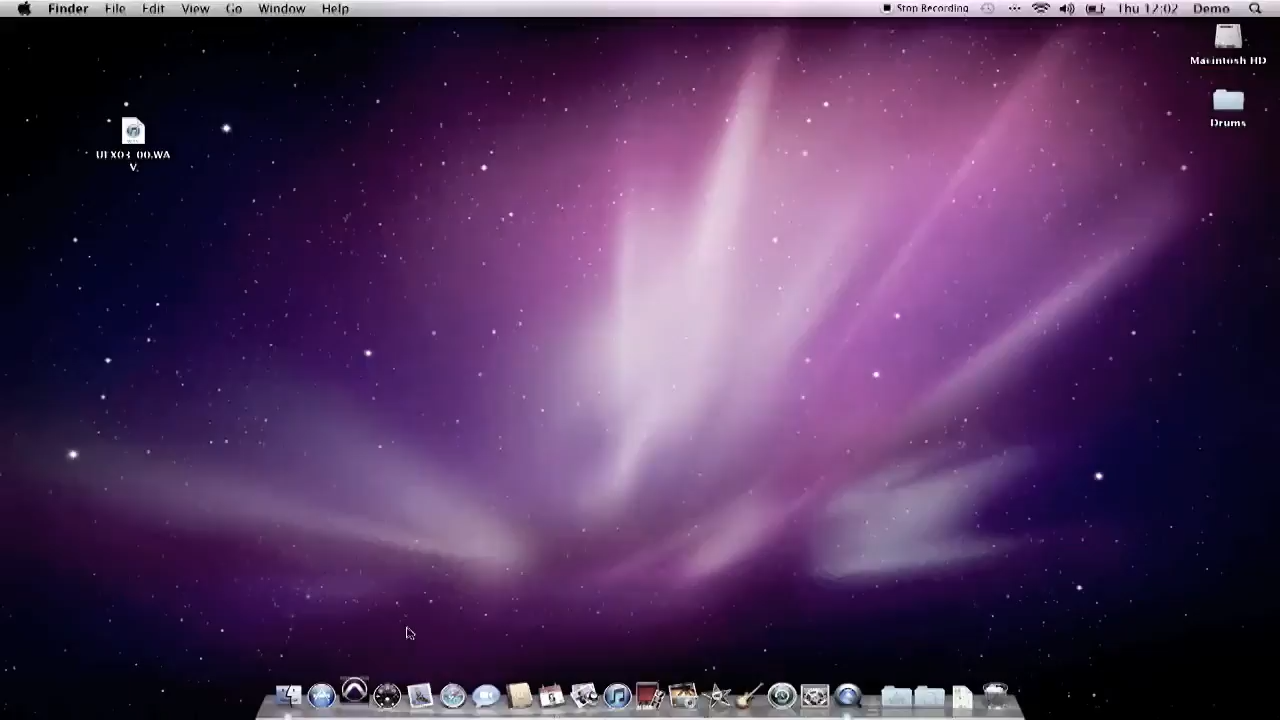 Finder File Edit View Go Window Help Stop Recording Thu 12:02 Demo
Macintosh HD
Drums